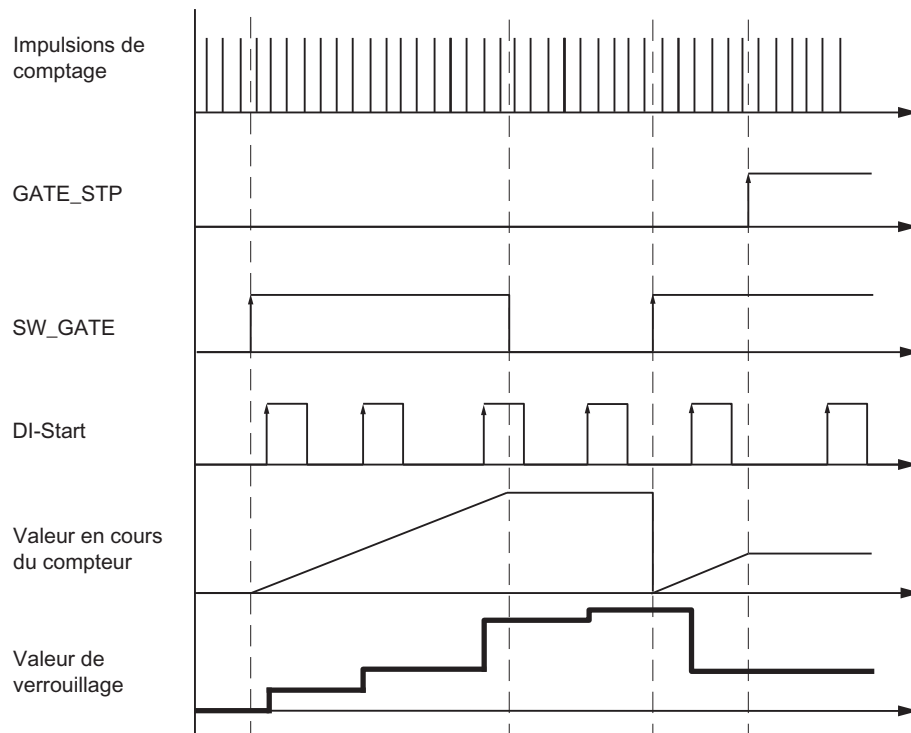 Impulsions de
comptage
GATE_STP
SW_GATE
DI-Start
Valeur en cours
du compteur
Valeur de
verrouillage